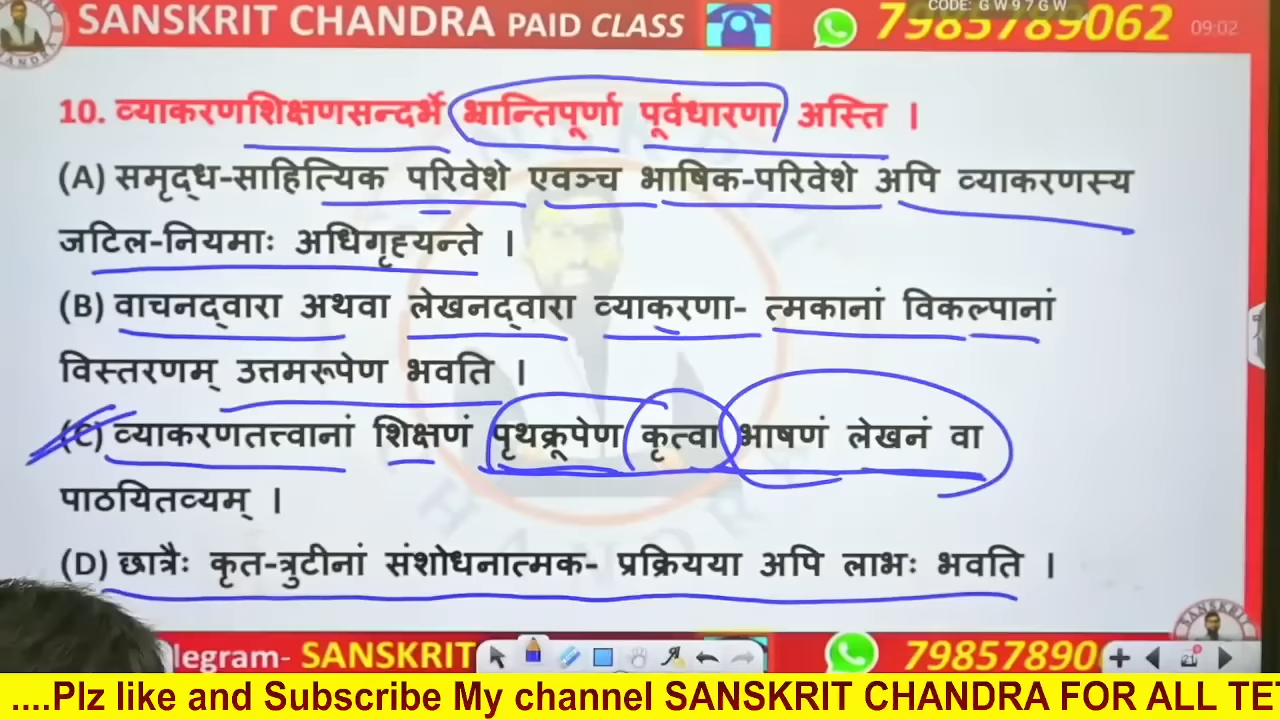 SANSKRIT CHANDRA PAID CLASS 7985789062
CODE: G W 9 7 G W
09:02
10. व्याकरणशिक्षणसन्दर्भे भ्रान्तिपूर्णा पूर्वधारणा अस्ति ।
(A) समृद्ध-साहित्यिक परिवेशे एवञ्च भाषिक-परिवेशे अपि व्याकरणस्य
जटिल-नियमाः अधिगृह्यन्ते ।
(B) वाचनद्वारा अथवा लेखनद्वारा व्याकरणा- त्मकानां विकल्पानां
विस्तरणम् उत्तमरूपेण भवति ।
(C) व्याकरणतत्त्वानां शिक्षणं पृथक्रूपेण कृत्वा भाषणं लेखनं वा
पाठयितव्यम् ।
(D) छात्रैः कृत-त्रुटीनां संशोधनात्मक- प्रक्रियया अपि लाभः भवति ।
legram- SANSKRIT 79857890
21
....Plz like and Subscribe My channel SANSKRIT CHANDRA FOR ALL TET